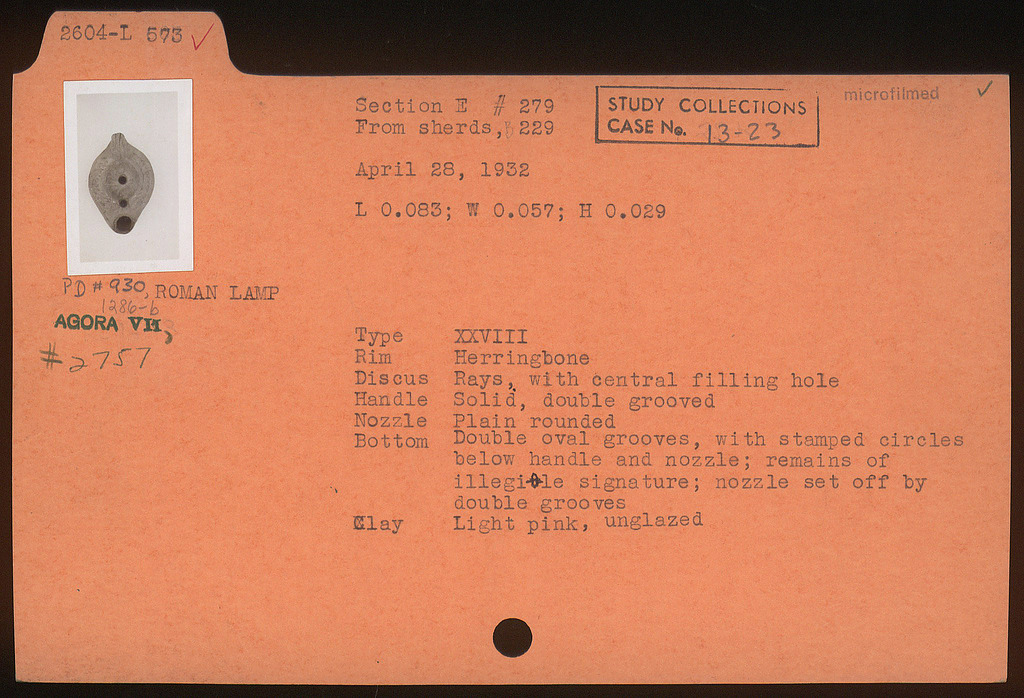 2604-L 573 ✓
microfilmed ✓
Section E # 279
From sherds, 229
STUDY COLLECTIONS
CASE No. 13-23
April 28, 1932
L 0.083; W 0.057; H 0.029
PD # 930, ROMAN LAMP
1286-b
AGORA VII,
# 2757
Type XXVIII
Rim Herringbone
Discus Rays, with central filling hole
Handle Solid, double grooved
Nozzle Plain rounded
Bottom Double oval grooves, with stamped circles
below handle and nozzle; remains of
illegible signature; nozzle set off by
double grooves
Clay Light pink, unglazed